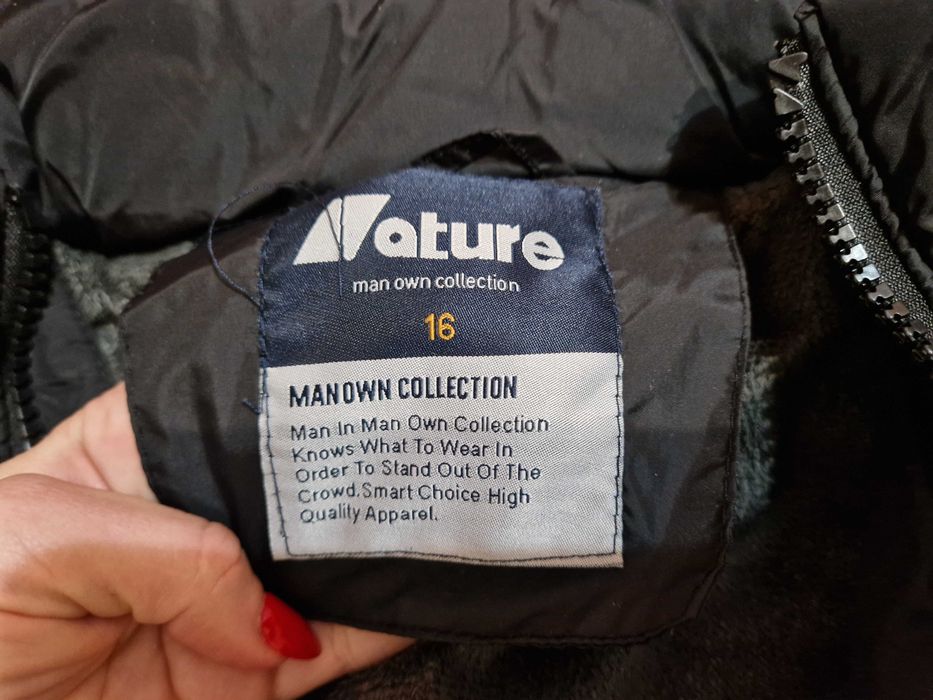 Nature
man own collection
16
MAN OWN COLLECTION
Man In Man Own Collection
Knows What To Wear In
Order To Stand Out Of The
Crowd.Smart Choice High
Quality Apparel.